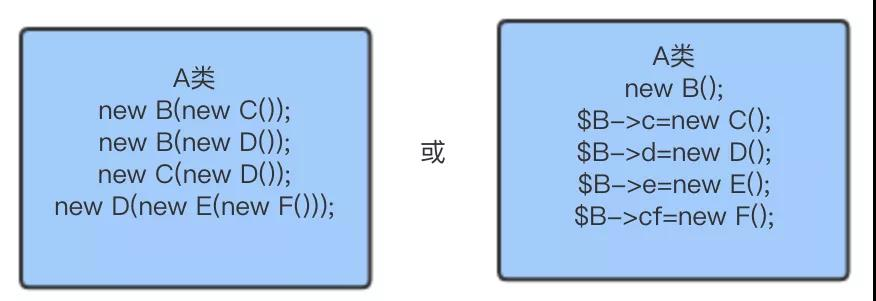 A类
new B(new C());
new B(new D());
new C(new D());
new D(new E(new F()));
或
A类
new B();
$B->c=new C();
$B->d=new D();
$B->e=new E();
$B->cf=new F();